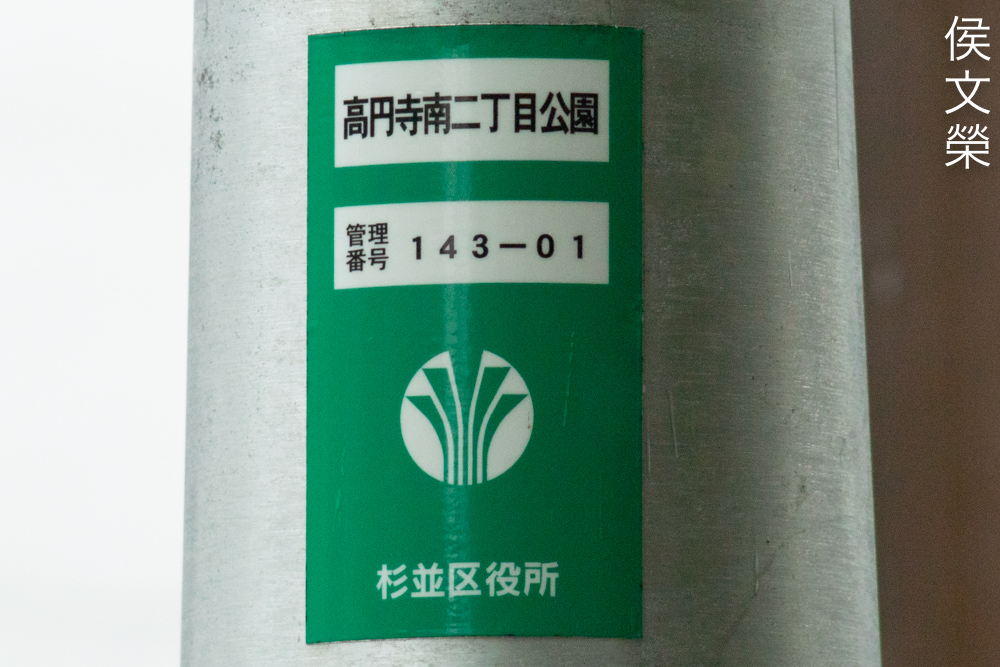 高円寺南二丁目公園
管理
番号
143-01
杉並区役所
侯文榮